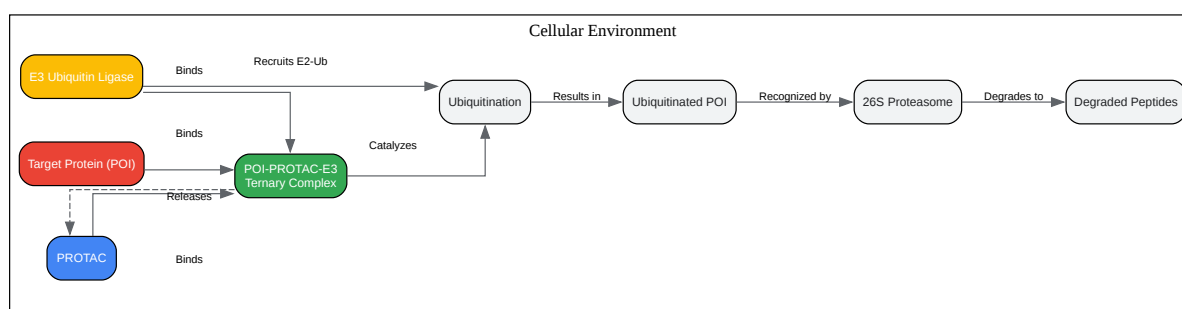 Cellular Environment
E3 Ubiquitin Ligase
Binds
Recruits E2-Ub
Ubiquitination
Results in
Ubiquitinated POI
Recognized by
26S Proteasome
Degrades to
Degraded Peptides
Target Protein (POI)
Binds
POI-PROTAC-E3
Ternary Complex
Catalyzes
Releases
PROTAC
Binds